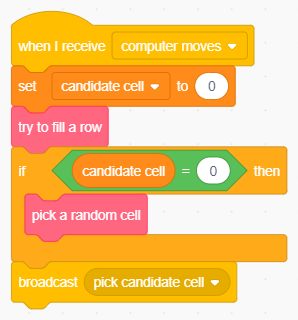 when I receive computer moves
set candidate cell to 0
try to fill a row
if candidate cell = 0 then
pick a random cell
broadcast pick candidate cell